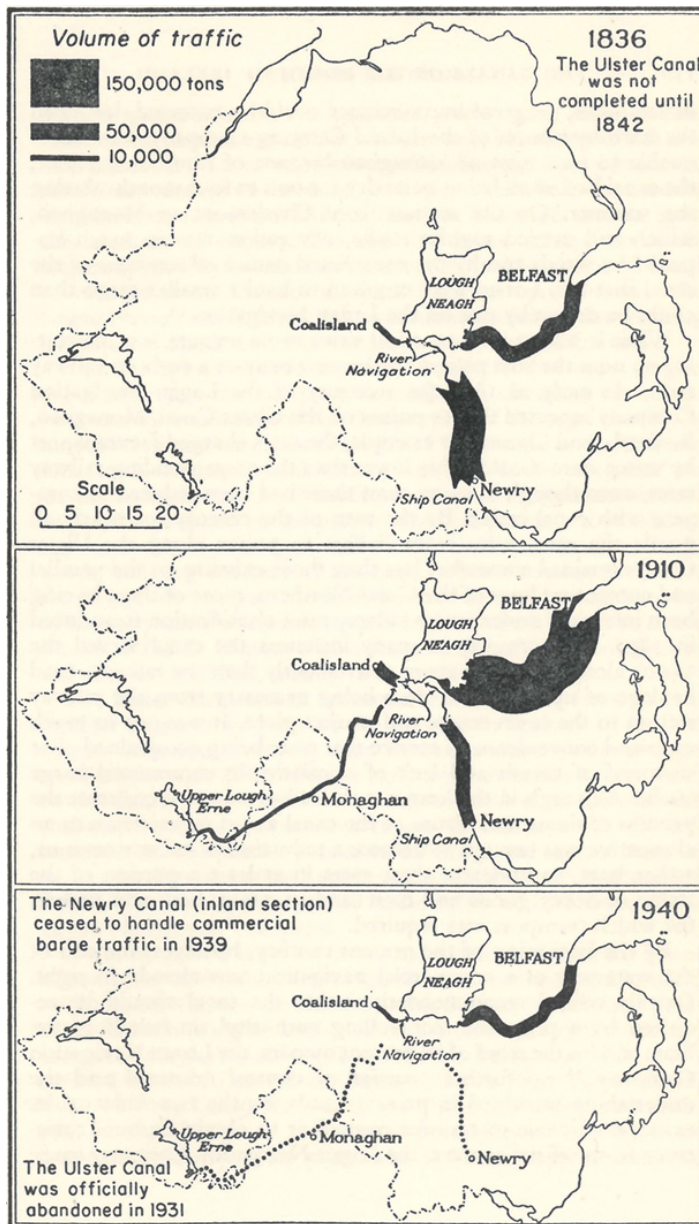 Volume of traffic
150,000 tons
50,000
10,000
1836
The Ulster Canal
was not
completed until
1842
LOUGH
NEAGH
BELFAST
Coalisland
River
Navigation
Newry
Ship Canal
Scale
0 10 20
1910
BELFAST
LOUGH
NEAGH
Coalisland
River
Navigation
Upper Lough
Erne
Monaghan
Newry
Ship Canal
The Newry Canal (inland section)
ceased to handle commercial
barge traffic in 1939
1940
LOUGH
NEAGH
BELFAST
Coalisland
River
Navigation
Upper Lough
Erne
Monaghan
Newry
The Ulster Canal
was officially
abandoned in 1931